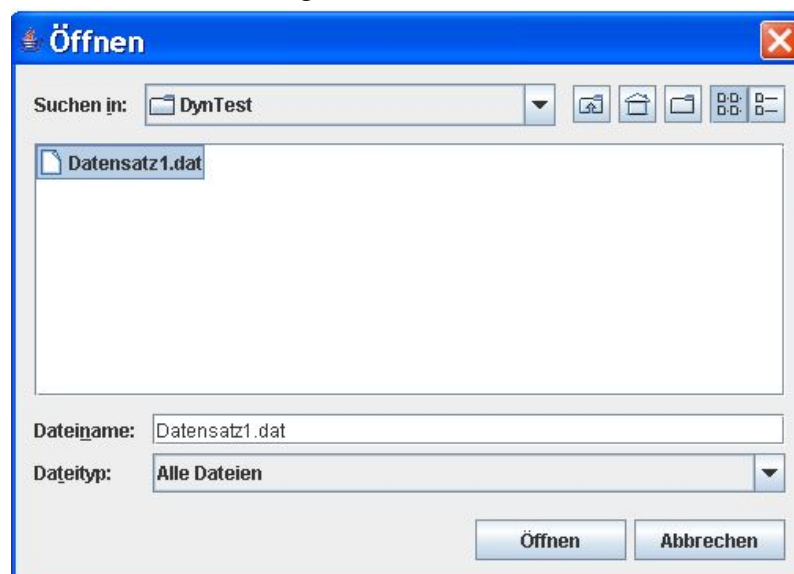 Öffnen
Suchen in: DynTest
Datensatz1.dat
Dateiname: Datensatz1.dat
Dateityp: Alle Dateien
Öffnen Abbrechen